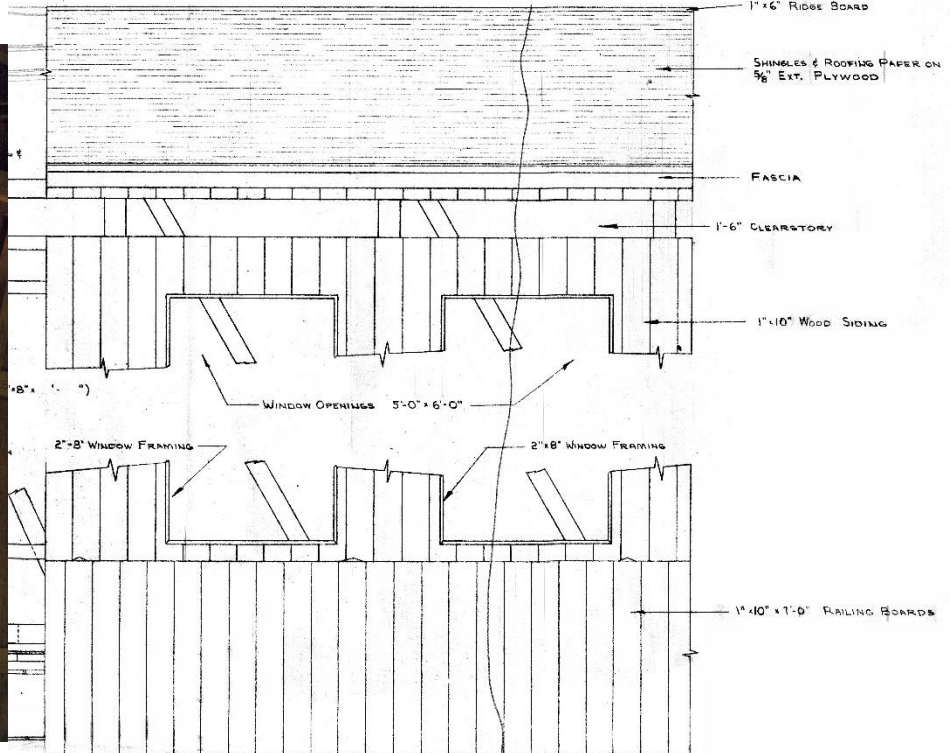 1" x 6" RIDGE BOARD
SHINGLES & ROOFING PAPER ON
5/8" EXT. PLYWOOD
FASCIA
1'-6" CLEARSTORY
1" x 10" WOOD SIDING
WINDOW OPENINGS 5'-0" x 6'-0"
2" x 8" WINDOW FRAMING
2" x 8" WINDOW FRAMING
1" x 10" x 7'-0" RAILING BOARDS